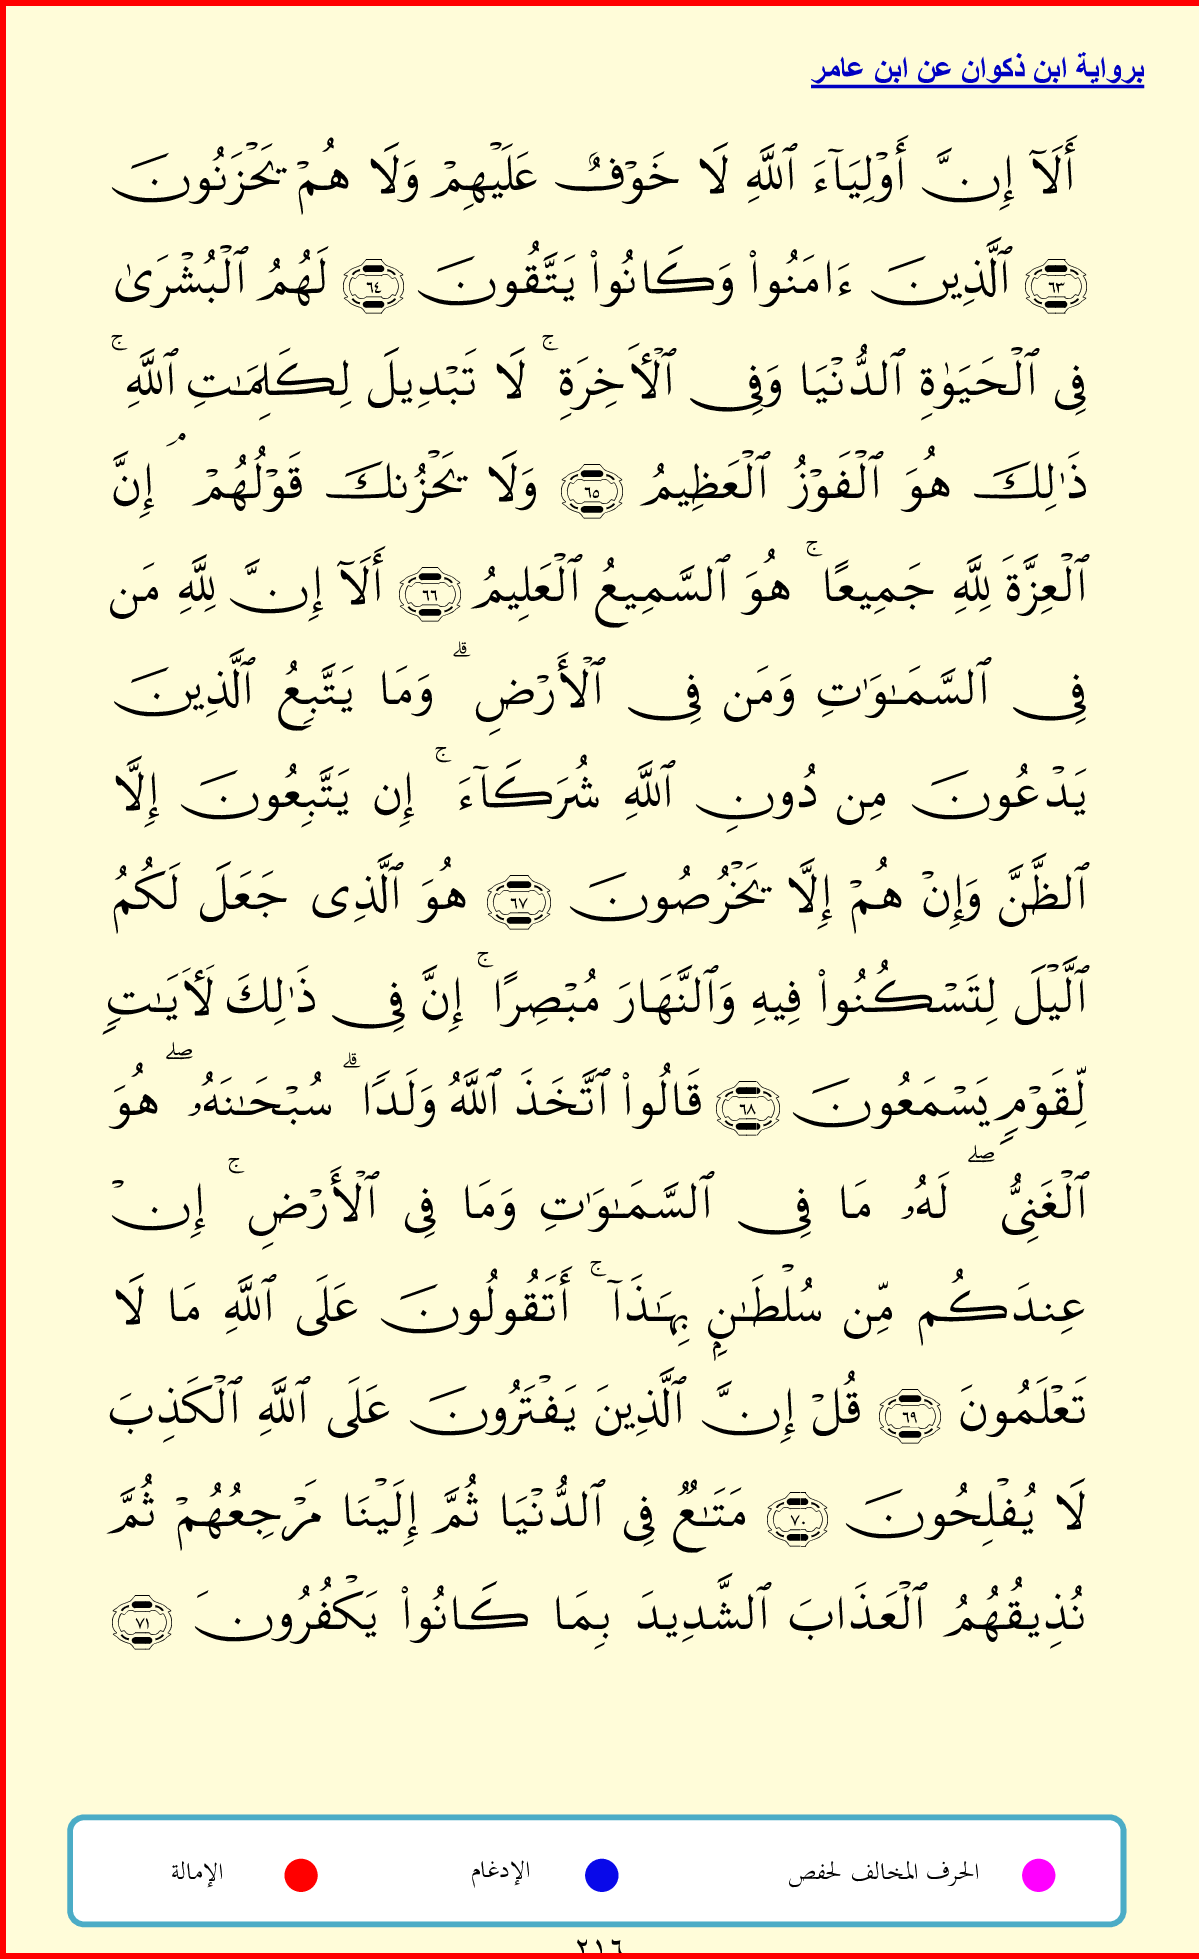 برواية ابن ذكوان عن ابن عامر
أَلَآ إِنَّ أَوْلِيَآءَ ٱللَّهِ لَا خَوْفٌ عَلَيْهِمْ وَلَا هُمْ يَحْزَنُونَ
٦٣ ٱلَّذِينَ ءَامَنُوا۟ وَكَانُوا۟ يَتَّقُونَ ٦٤ لَهُمُ ٱلْبُشْرَىٰ
فِى ٱلْحَيَوٰةِ ٱلدُّنْيَا وَفِى ٱلْأَخِرَةِ ۚ لَا تَبْدِيلَ لِكَلِمَـٰتِ ٱللَّهِ ۚ
ذَٰلِكَ هُوَ ٱلْفَوْزُ ٱلْعَظِيمُ ٦٥ وَلَا يَحْزُنكَ قَوْلُهُمْ ۘ إِنَّ
ٱلْعِزَّةَ لِلَّهِ جَمِيعًا ۚ هُوَ ٱلسَّمِيعُ ٱلْعَلِيمُ ٦٦ أَلَآ إِنَّ لِلَّهِ مَن
فِى ٱلسَّمَـٰوَٰتِ وَمَن فِى ٱلْأَرْضِ ۗ وَمَا يَتَّبِعُ ٱلَّذِينَ
يَدْعُونَ مِن دُونِ ٱللَّهِ شُرَكَآءَ ۚ إِن يَتَّبِعُونَ إِلَّا
ٱلظَّنَّ وَإِنْ هُمْ إِلَّا يَخْرُصُونَ ٦٧ هُوَ ٱلَّذِى جَعَلَ لَكُمُ
ٱلَّيْلَ لِتَسْكُنُوا۟ فِيهِ وَٱلنَّهَارَ مُبْصِرًا ۚ إِنَّ فِى ذَٰلِكَ لَأَيَـٰتٍ
لِّقَوْمٍ يَسْمَعُونَ ٦٨ قَالُوا۟ ٱتَّخَذَ ٱللَّهُ وَلَدًا ۗ سُبْحَـٰنَهُۥ ۖ هُوَ
ٱلْغَنِىُّ ۖ لَهُۥ مَا فِى ٱلسَّمَـٰوَٰتِ وَمَا فِى ٱلْأَرْضِ ۚ إِنْ
عِندَكُم مِّن سُلْطَـٰنٍۭ بِهَـٰذَآ ۚ أَتَقُولُونَ عَلَى ٱللَّهِ مَا لَا
تَعْلَمُونَ ٦٩ قُلْ إِنَّ ٱلَّذِينَ يَفْتَرُونَ عَلَى ٱللَّهِ ٱلْكَذِبَ
لَا يُفْلِحُونَ ٧٠ مَتَـٰعٌ فِى ٱلدُّنْيَا ثُمَّ إِلَيْنَا مَرْجِعُهُمْ ثُمَّ
نُذِيقُهُمُ ٱلْعَذَابَ ٱلشَّدِيدَ بِمَا كَانُوا۟ يَكْفُرُونَ ٧١
الحرف المخالف لحفص الإدغام الإمالة
٢١٦